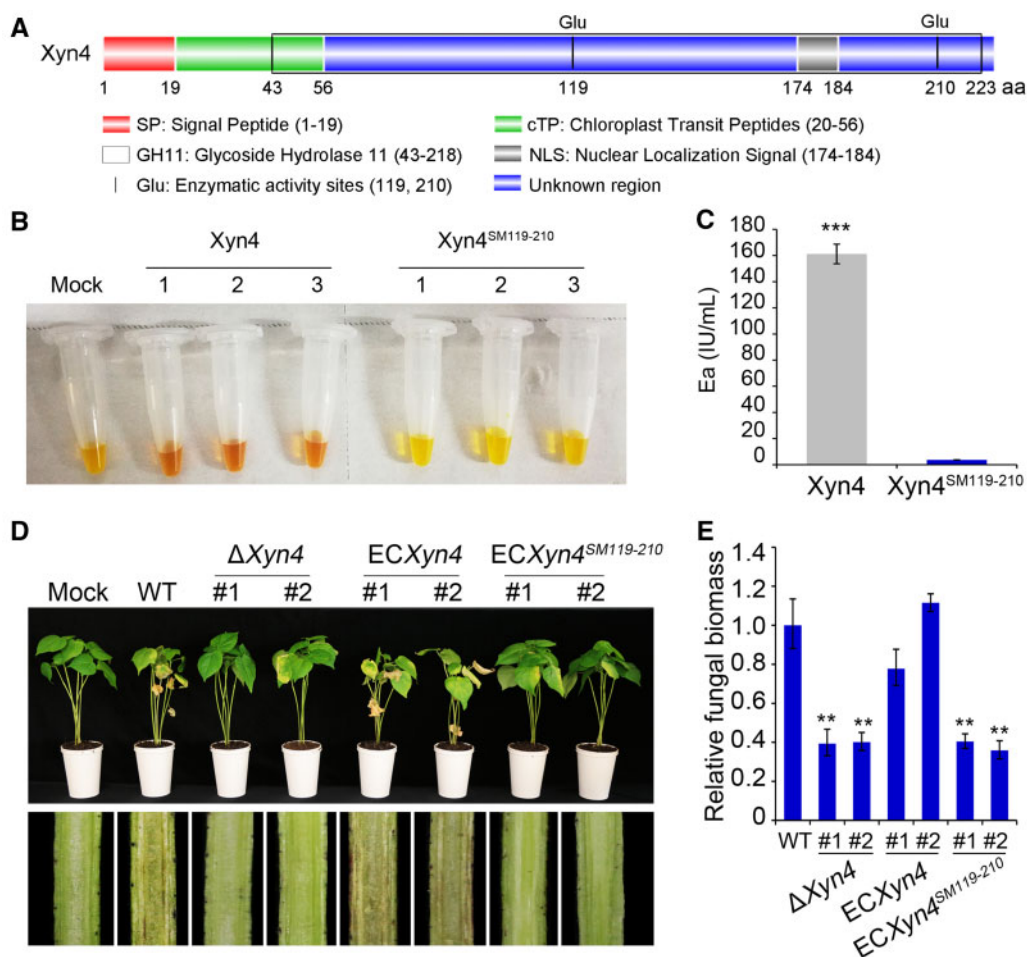 A
Glu Glu
Xyn4
1 19 43 56 119 174 184 210 223 aa
SP: Signal Peptide (1-19) cTP: Chloroplast Transit Peptides (20-56)
GH11: Glycoside Hydrolase 11 (43-218) NLS: Nuclear Localization Signal (174-184)
Glu: Enzymatic activity sites (119, 210) Unknown region
B
Xyn4 Xyn4SM119-210
Mock 1 2 3 1 2 3
C
Ea (IU/mL)
180
160
140
120
100
160
60
40
20
0
***
Xyn4 Xyn4SM119-210
D
ΔXyn4 ECXyn4 ECXyn4SM119-210
Mock WT #1 #2 #1 #2 #1 #2
E
Relative fungal biomass
1.4
1.2
1.0
0.8
0.6
0.4
0.2
0
** ** ** **
WT #1 #2 #1 #2 #1 #2
ΔXyn4 ECXyn4 ECXyn4SM119-210